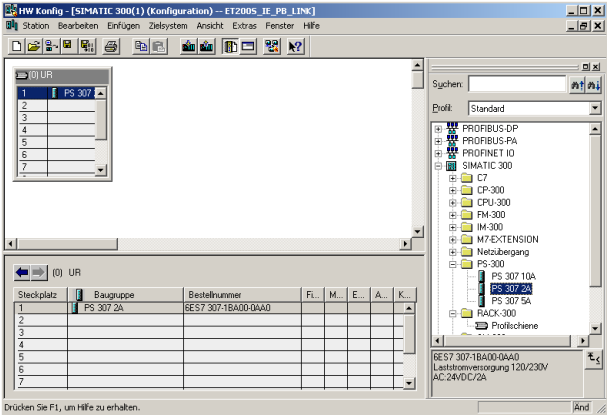 HW Konfig - [SIMATIC 300(1) (Konfiguration) -- ET200S_IE_PB_LINK]
Station Bearbeiten Einfügen Zielsystem Ansicht Extras Fenster Hilfe
(0) UR
1 PS 307
2
3
4
5
6
7
Suchen:
Profil: Standard
PROFIBUS-DP
PROFIBUS-PA
PROFINET IO
SIMATIC 300
C7
CP-300
CPU-300
FM-300
IM-300
M7-EXTENSION
Netzübergang
PS-300
PS 307 10A
PS 307 2A
PS 307 5A
RACK-300
Profilschiene
(0) UR
Steckplatz Baugruppe Bestellnummer Fi... M... E... A... K...
1 PS 307 2A 6ES7 307-1BA00-0AA0
2
3
4
5
6
7
6ES7 307-1BA00-0AA0
Laststromversorgung 120/230V
AC:24VDC/2A
Drücken Sie F1, um Hilfe zu erhalten.
Änd